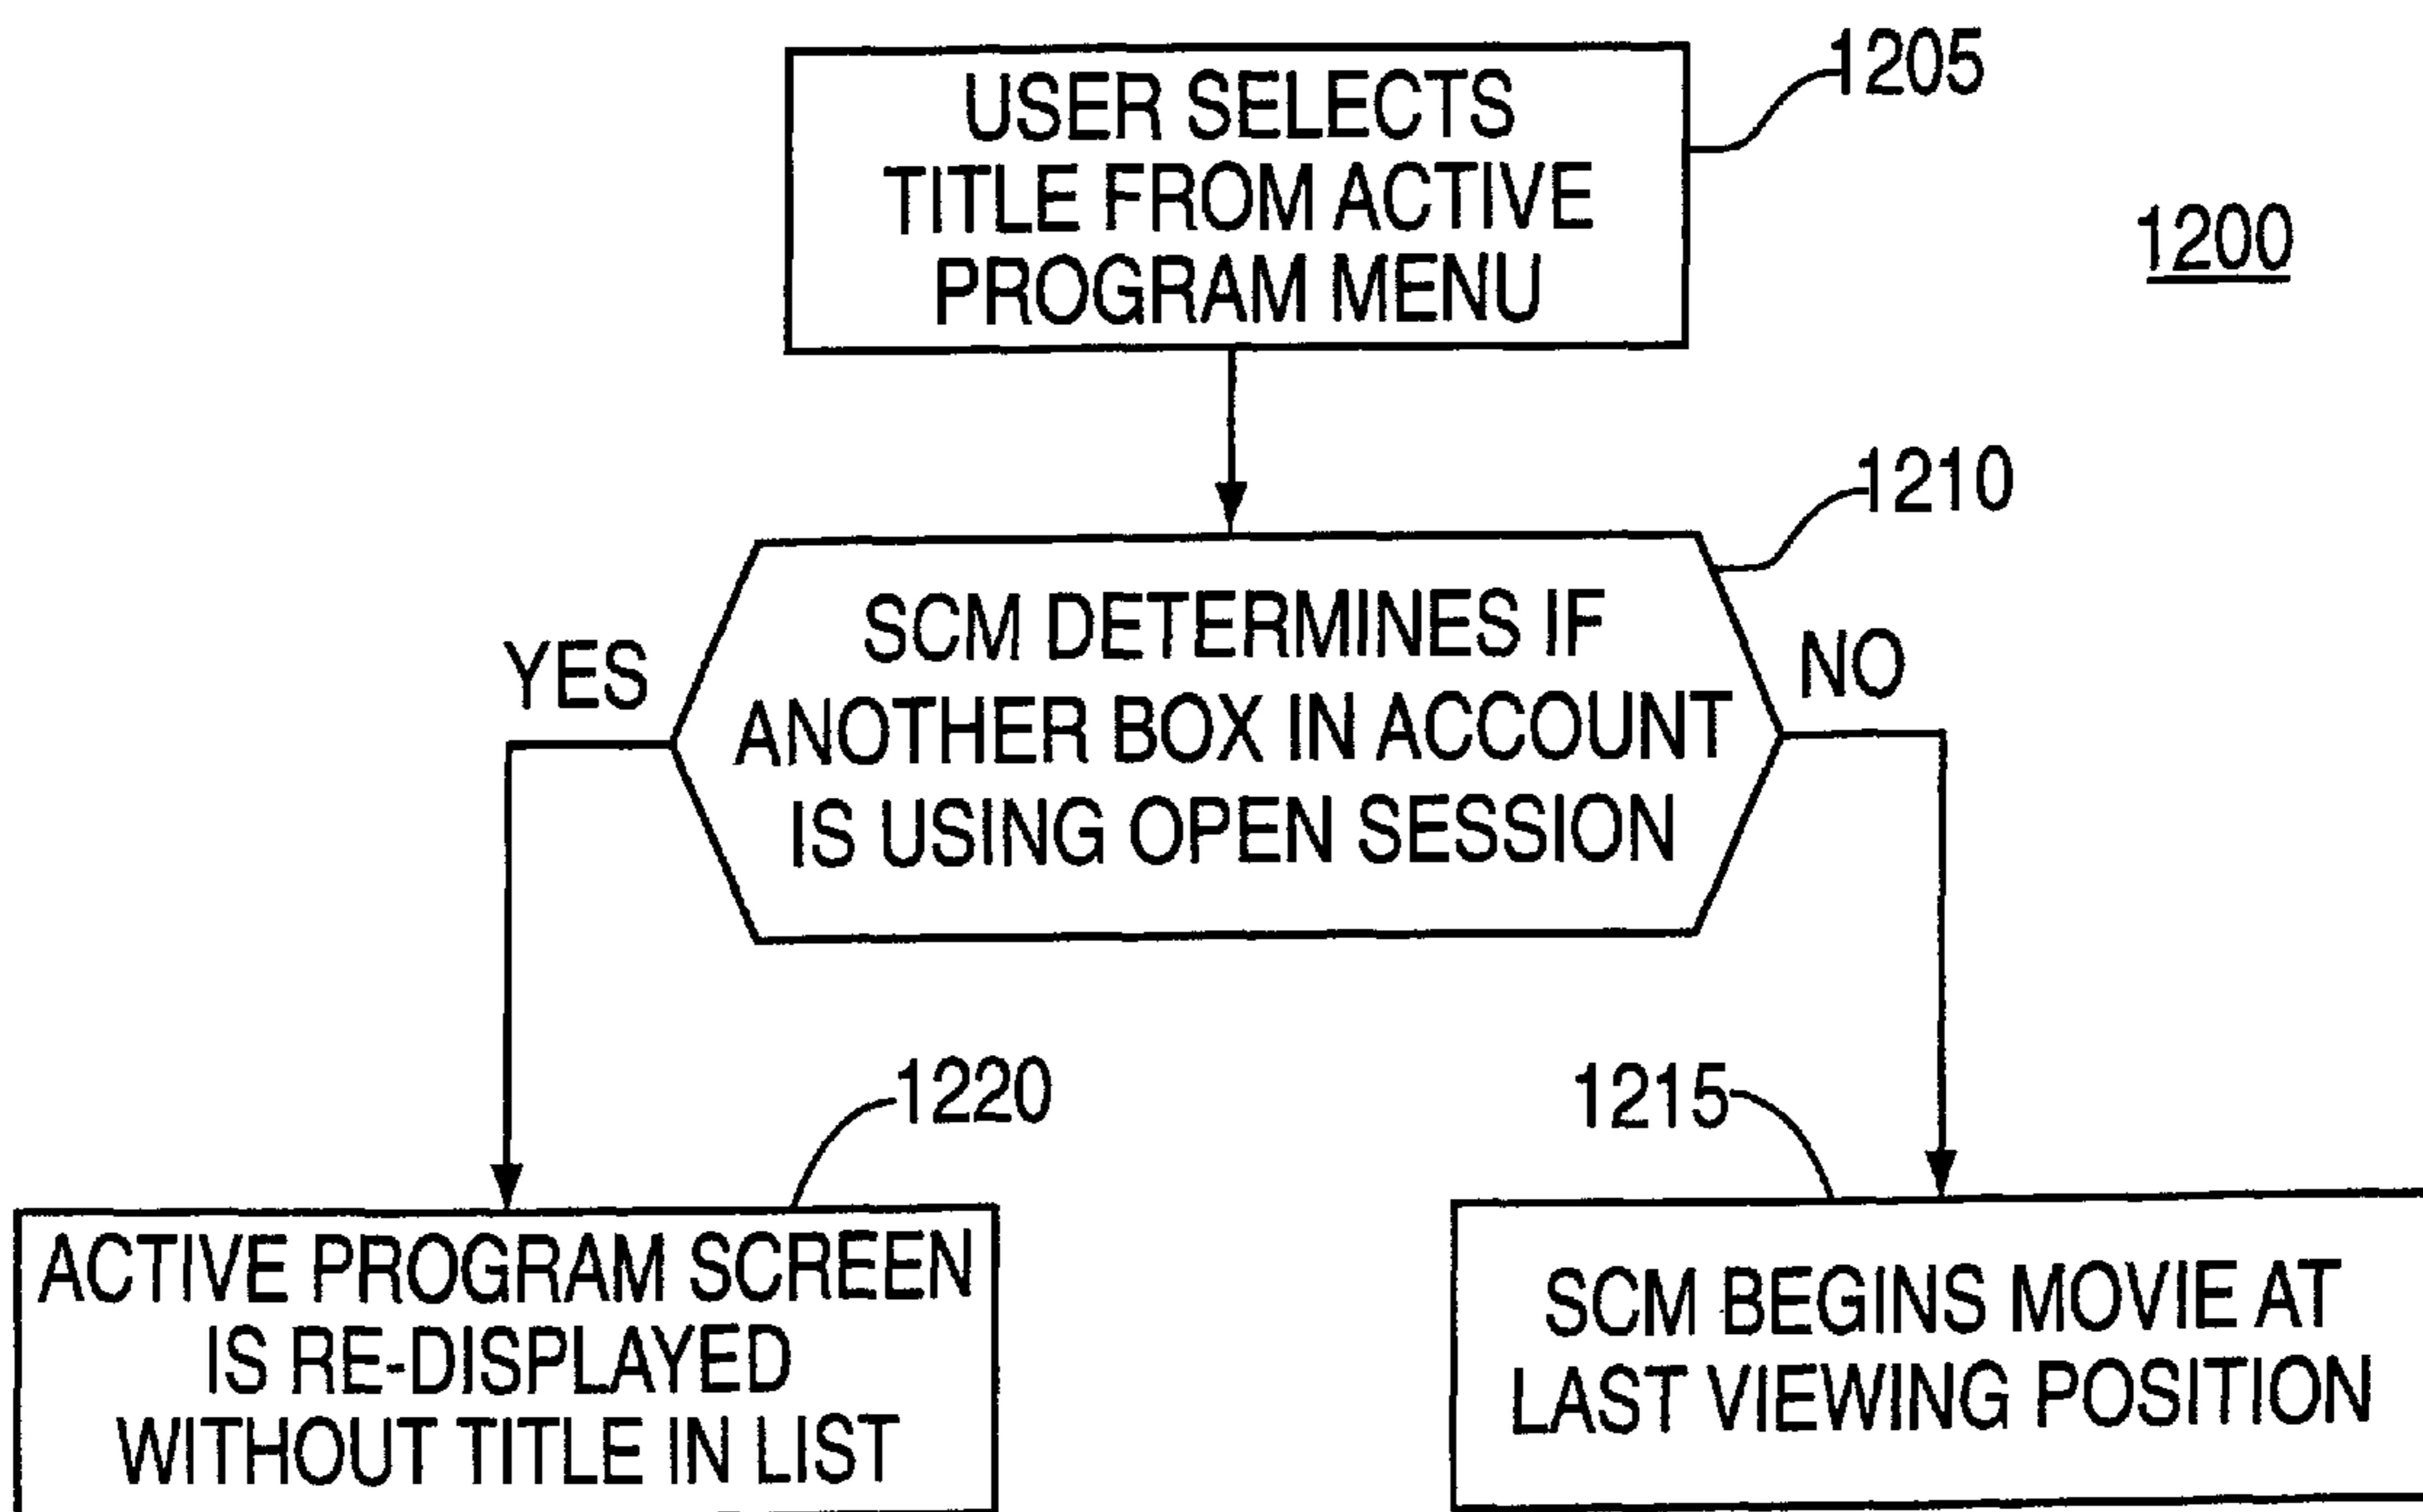 USER SELECTS
TITLE FROM ACTIVE
PROGRAM MENU
1205
1200
1210
SCM DETERMINES IF
ANOTHER BOX IN ACCOUNT
IS USING OPEN SESSION
YES
NO
1220
1215
ACTIVE PROGRAM SCREEN
IS RE-DISPLAYED
WITHOUT TITLE IN LIST
SCM BEGINS MOVIE AT
LAST VIEWING POSITION